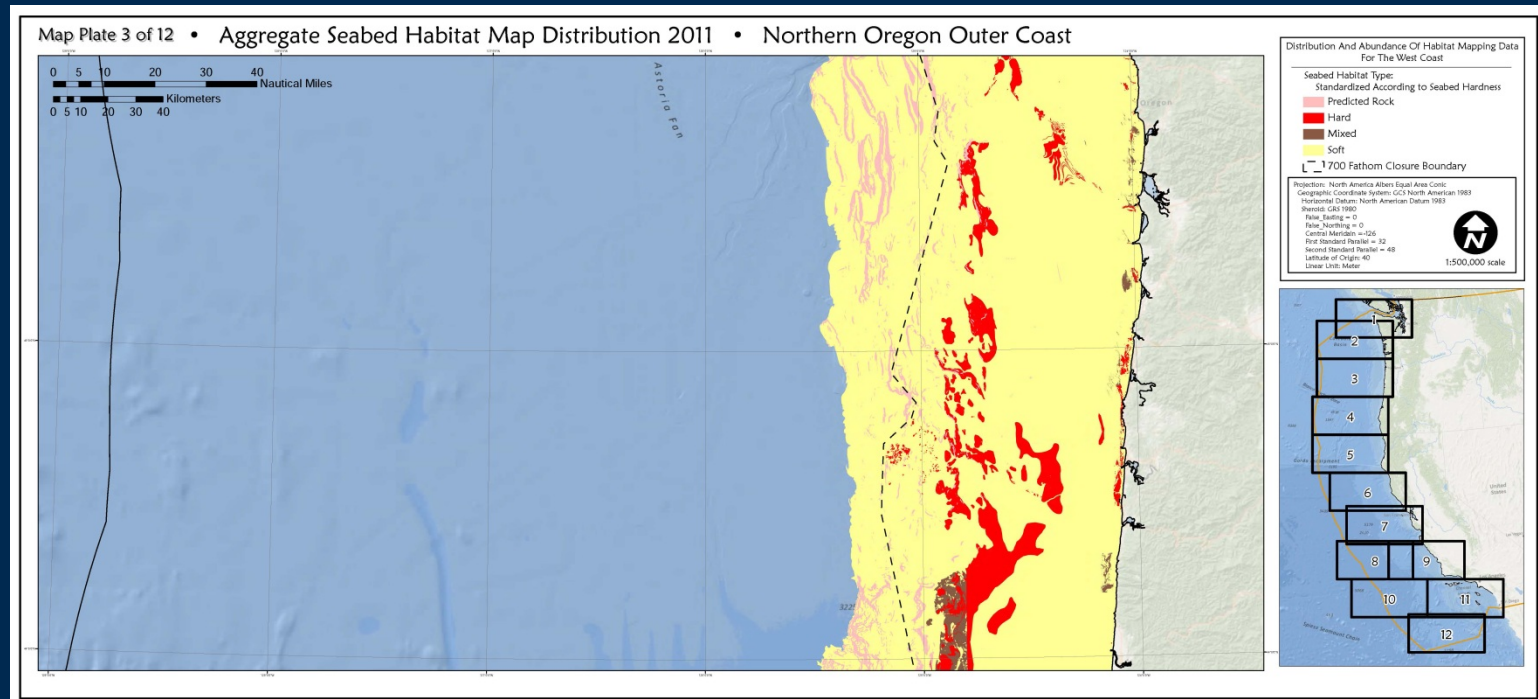 Map Plate 3 of 12 • Aggregate Seabed Habitat Map Distribution 2011 • Northern Oregon Outer Coast
0 5 10 20 30 40
Nautical Miles
Kilometers
0 5 10 20 30 40
Astoria Fan
Oregon
3225
Distribution And Abundance Of Habitat Mapping Data
For The West Coast
Seabed Habitat Type:
Standardized According to Seabed Hardness
Predicted Rock
Hard
Mixed
Soft
700 Fathom Closure Boundary
Projection: North America Albers Equal Area Conic
Geographic Coordinate System: GCS North American 1983
Horizontal Datum: North American Datum 1983
Sheroid: GRS 1980
False_Easting = 0
False_Northing = 0
Central Meridain =-126
First Standard Parallel = 32
Second Standard Parallel = 48
Latitude of Origin: 40
Linear Unit: Meter
N
1:500,000 scale
1
2
3
4
5
6
7
8
9
10
11
12
United States